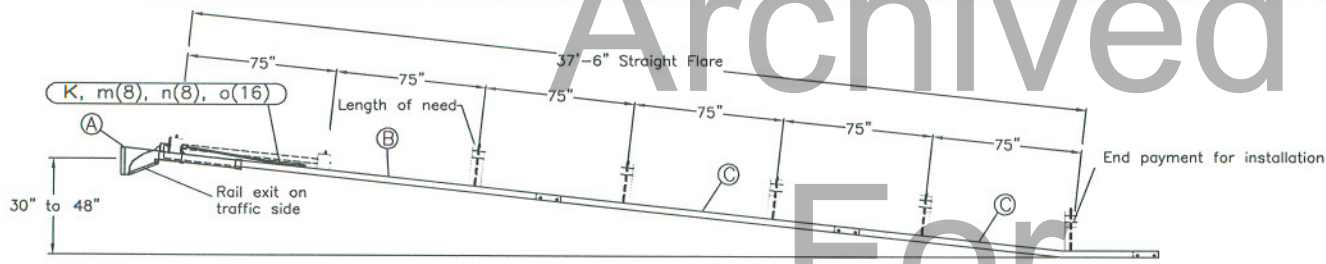 Archived
For
37'-6" Straight Flare
75"
75"
75"
75"
75"
75"
K, m(8), n(8), o(16)
Length of need
A
B
C
C
End payment for installation
Rail exit on
traffic side
30" to 48"